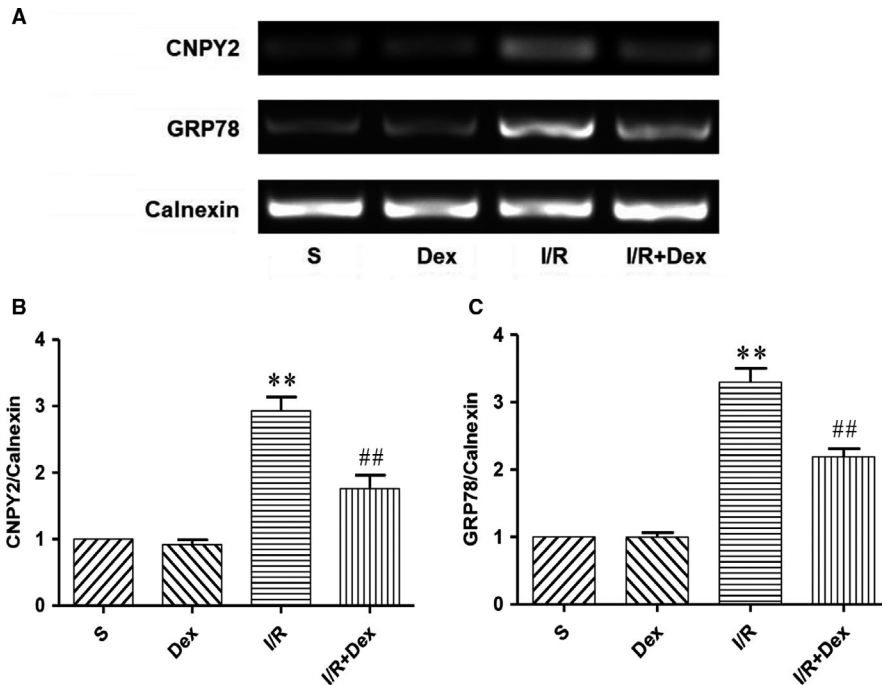 A
CNPY2
GRP78
Calnexin
S Dex I/R I/R+Dex
B
CNPY2/Calnexin
4
3
2
1
0
**
##
S Dex I/R I/R+Dex
C
GRP78/Calnexin
4
3
2
1
0
**
##
S Dex I/R I/R+Dex